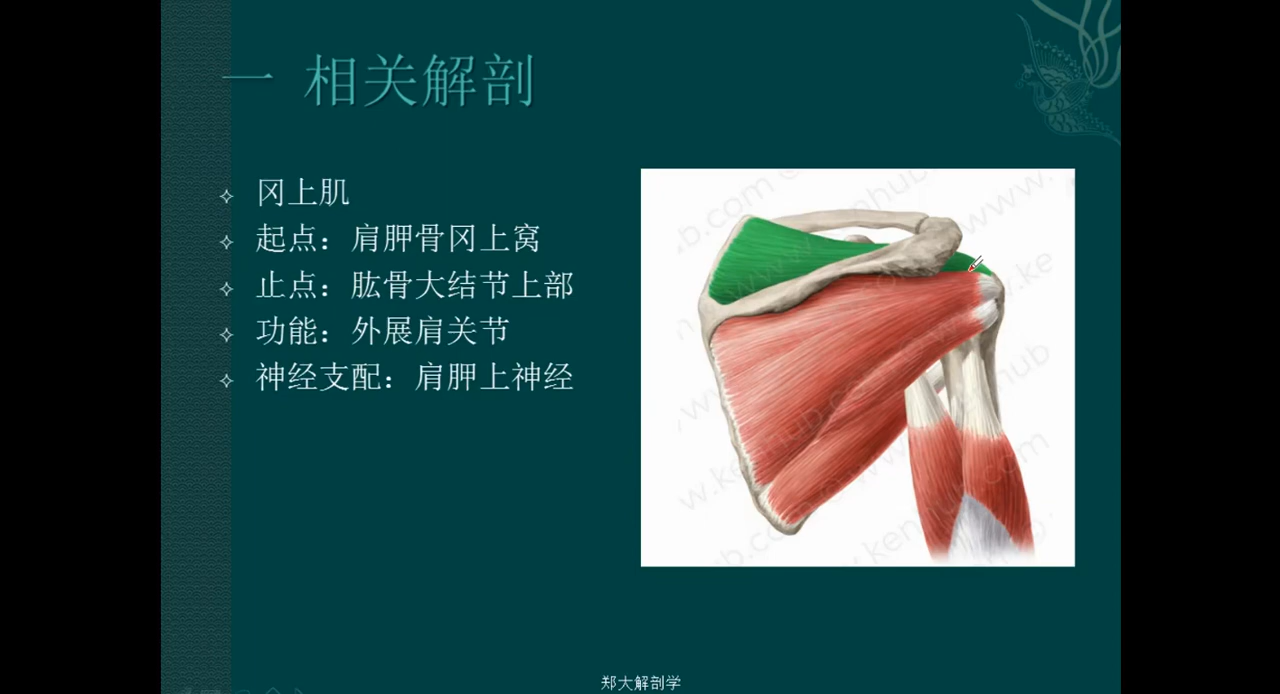 一 相关解剖
冈上肌
起点：肩胛骨冈上窝
止点：肱骨大结节上部
功能：外展肩关节
神经支配：肩胛上神经
郑大解剖学